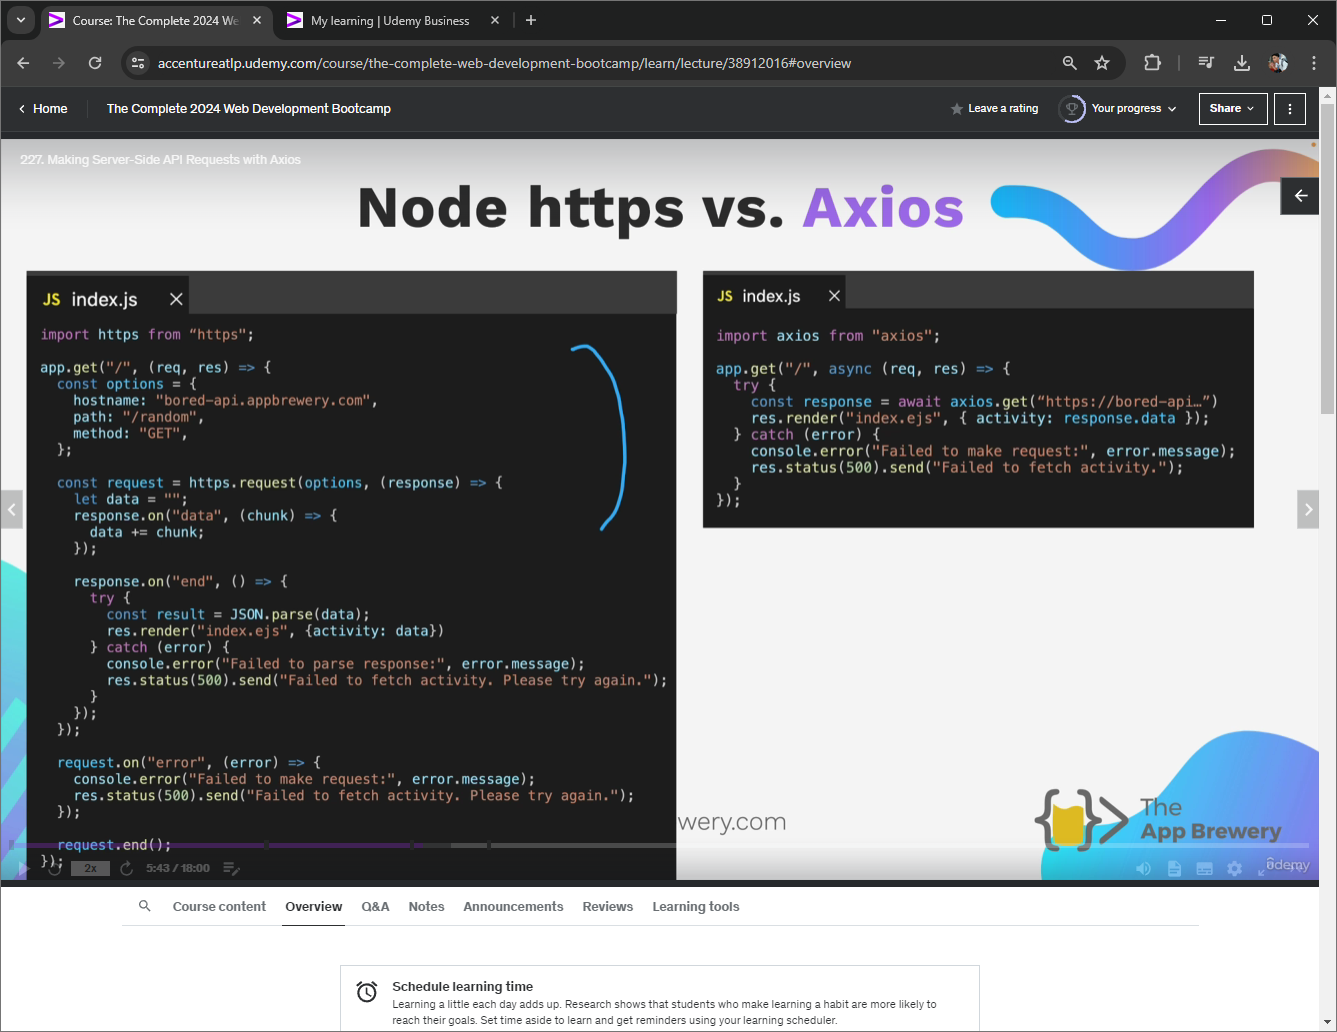 Course: The Complete 2024 We
My learning | Udemy Business
accentureatlp.udemy.com/course/the-complete-web-development-bootcamp/learn/lecture/38912016#overview
Home
The Complete 2024 Web Development Bootcamp
Leave a rating
Your progress
Share
227. Making Server-Side API Requests with Axios
Node https vs. Axios
JS index.js
import https from “https";
app.get("/", (req, res) => {
const options = {
hostname: "bored-api.appbrewery.com",
path: "/random",
method: "GET",
};
const request = https.request(options, (response) => {
let data = "";
response.on("data", (chunk) => {
data += chunk;
});
response.on("end", () => {
try {
const result = JSON.parse(data);
res.render("index.ejs", {activity: data})
} catch (error) {
console.error("Failed to parse response:", error.message);
res.status(500).send("Failed to fetch activity. Please try again.");
}
});
});
request.on("error", (error) => {
console.error("Failed to make request:", error.message);
res.status(500).send("Failed to fetch activity. Please try again.");
});
request.end();
});
JS index.js
import axios from "axios";
app.get("/", async (req, res) => {
try {
const response = await axios.get(“https://bored-api…”)
res.render("index.ejs", { activity: response.data });
} catch (error) {
console.error("Failed to make request:", error.message);
res.status(500).send("Failed to fetch activity.");
}
});
wery.com
The
App Brewery
2x
5:43 / 18:00
ûdemy
Course content
Overview
Q&A
Notes
Announcements
Reviews
Learning tools
Schedule learning time
Learning a little each day adds up. Research shows that students who make learning a habit are more likely to
reach their goals. Set time aside to learn and get reminders using your learning scheduler.